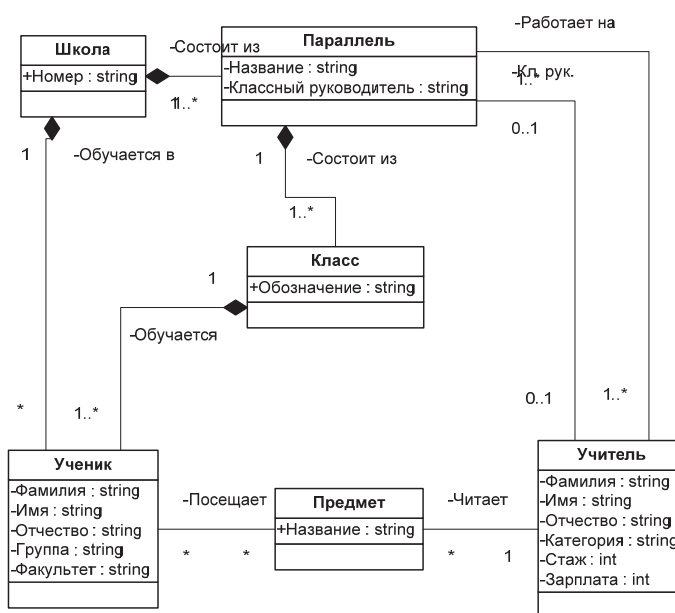 Школа
+Номер : string
-Состоит из
1
1..*
Параллель
-Название : string
-Классный руководитель : string
-Работает на
-Кл. рук.
1..*
0..1
1
-Обучается в
1
-Состоит из
1..*
Класс
+Обозначение : string
1
-Обучается
*
1..*
0..1
1..*
Ученик
-Фамилия : string
-Имя : string
-Отчество : string
-Группа : string
-Факультет : string
-Посещает
*
*
Предмет
+Название : string
-Читает
*
1
Учитель
-Фамилия : string
-Имя : string
-Отчество : string
-Категория : string
-Стаж : int
-Зарплата : int